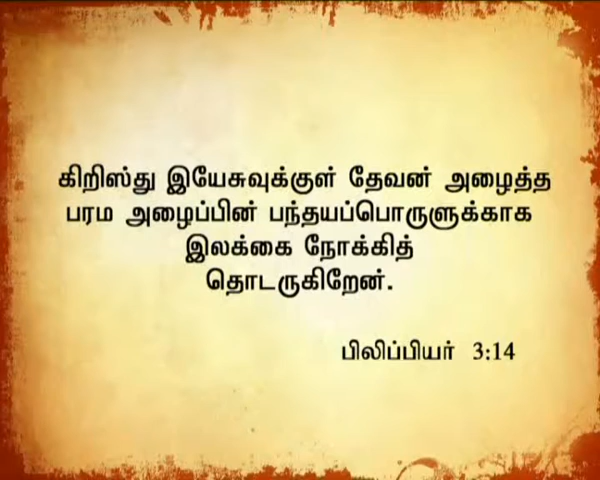 கிறிஸ்து இயேசுவுக்குள் தேவன் அழைத்த
பரம அழைப்பின் பந்தயப்பொருளுக்காக
இலக்கை நோக்கித்
தொடருகிறேன்.
பிலிப்பியர் 3:14